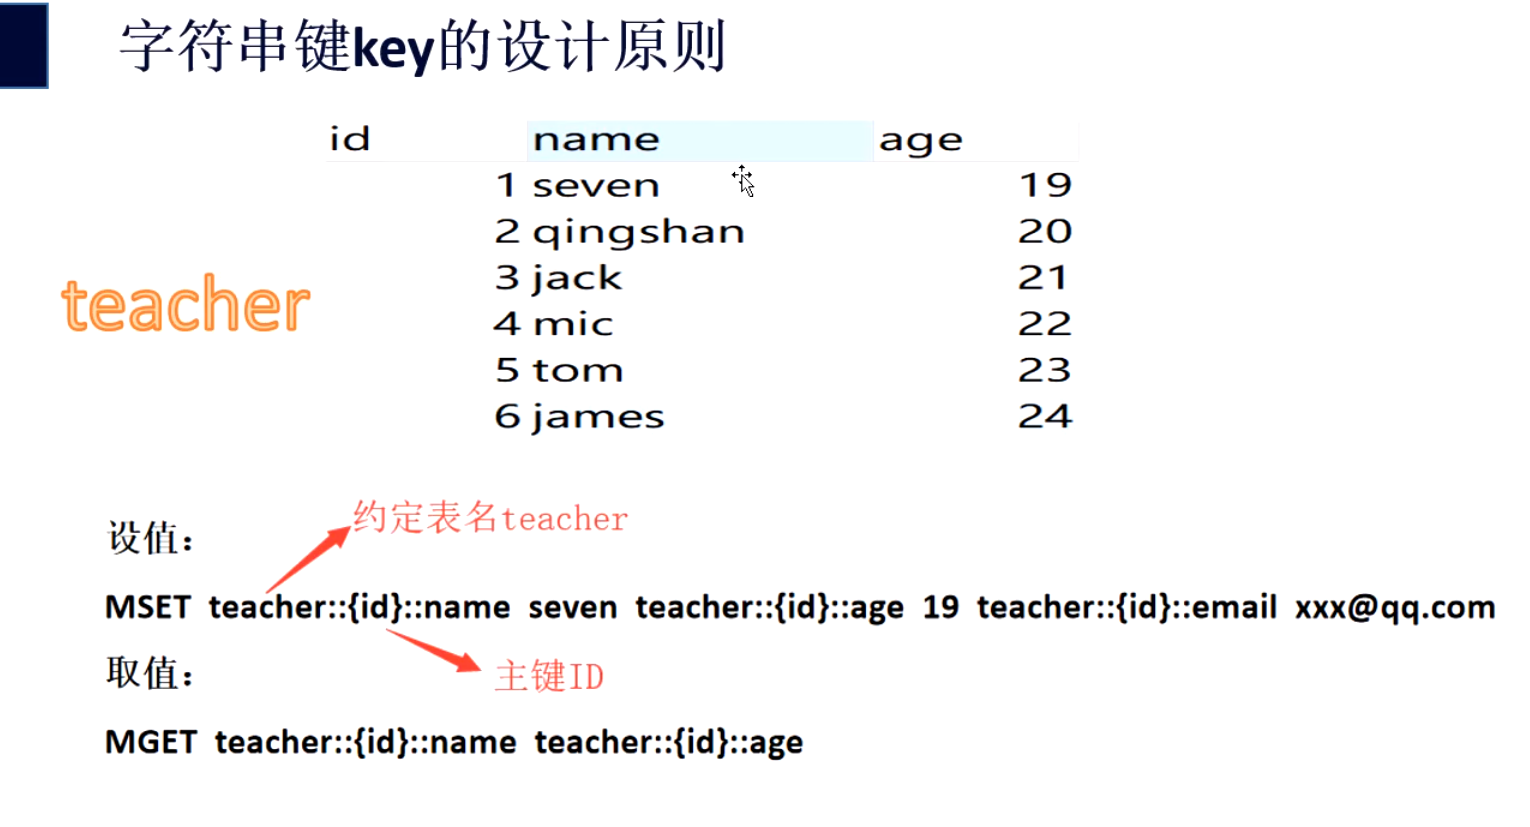 字符串键key的设计原则
id name age
1 seven 19
2 qingshan 20
3 jack 21
teacher
4 mic 22
5 tom 23
6 james 24
约定表名teacher
设值：
MSET teacher::{id}::name seven teacher::{id}::age 19 teacher::{id}::email xxx@qq.com
取值：
主键ID
MGET teacher::{id}::name teacher::{id}::age